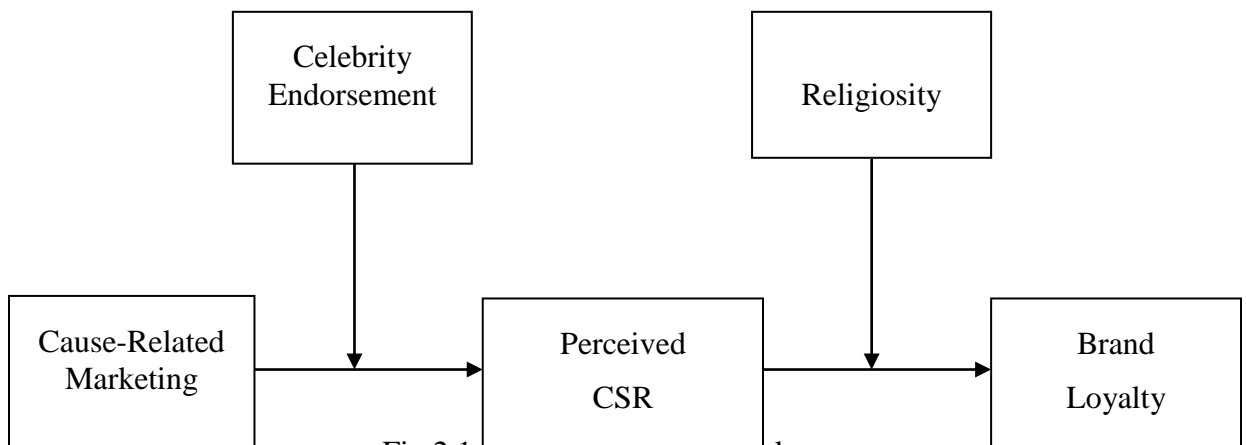 Celebrity
Endorsement
Religiosity
Cause-Related
Marketing
Perceived
CSR
Brand
Loyalty
Fig 2.1